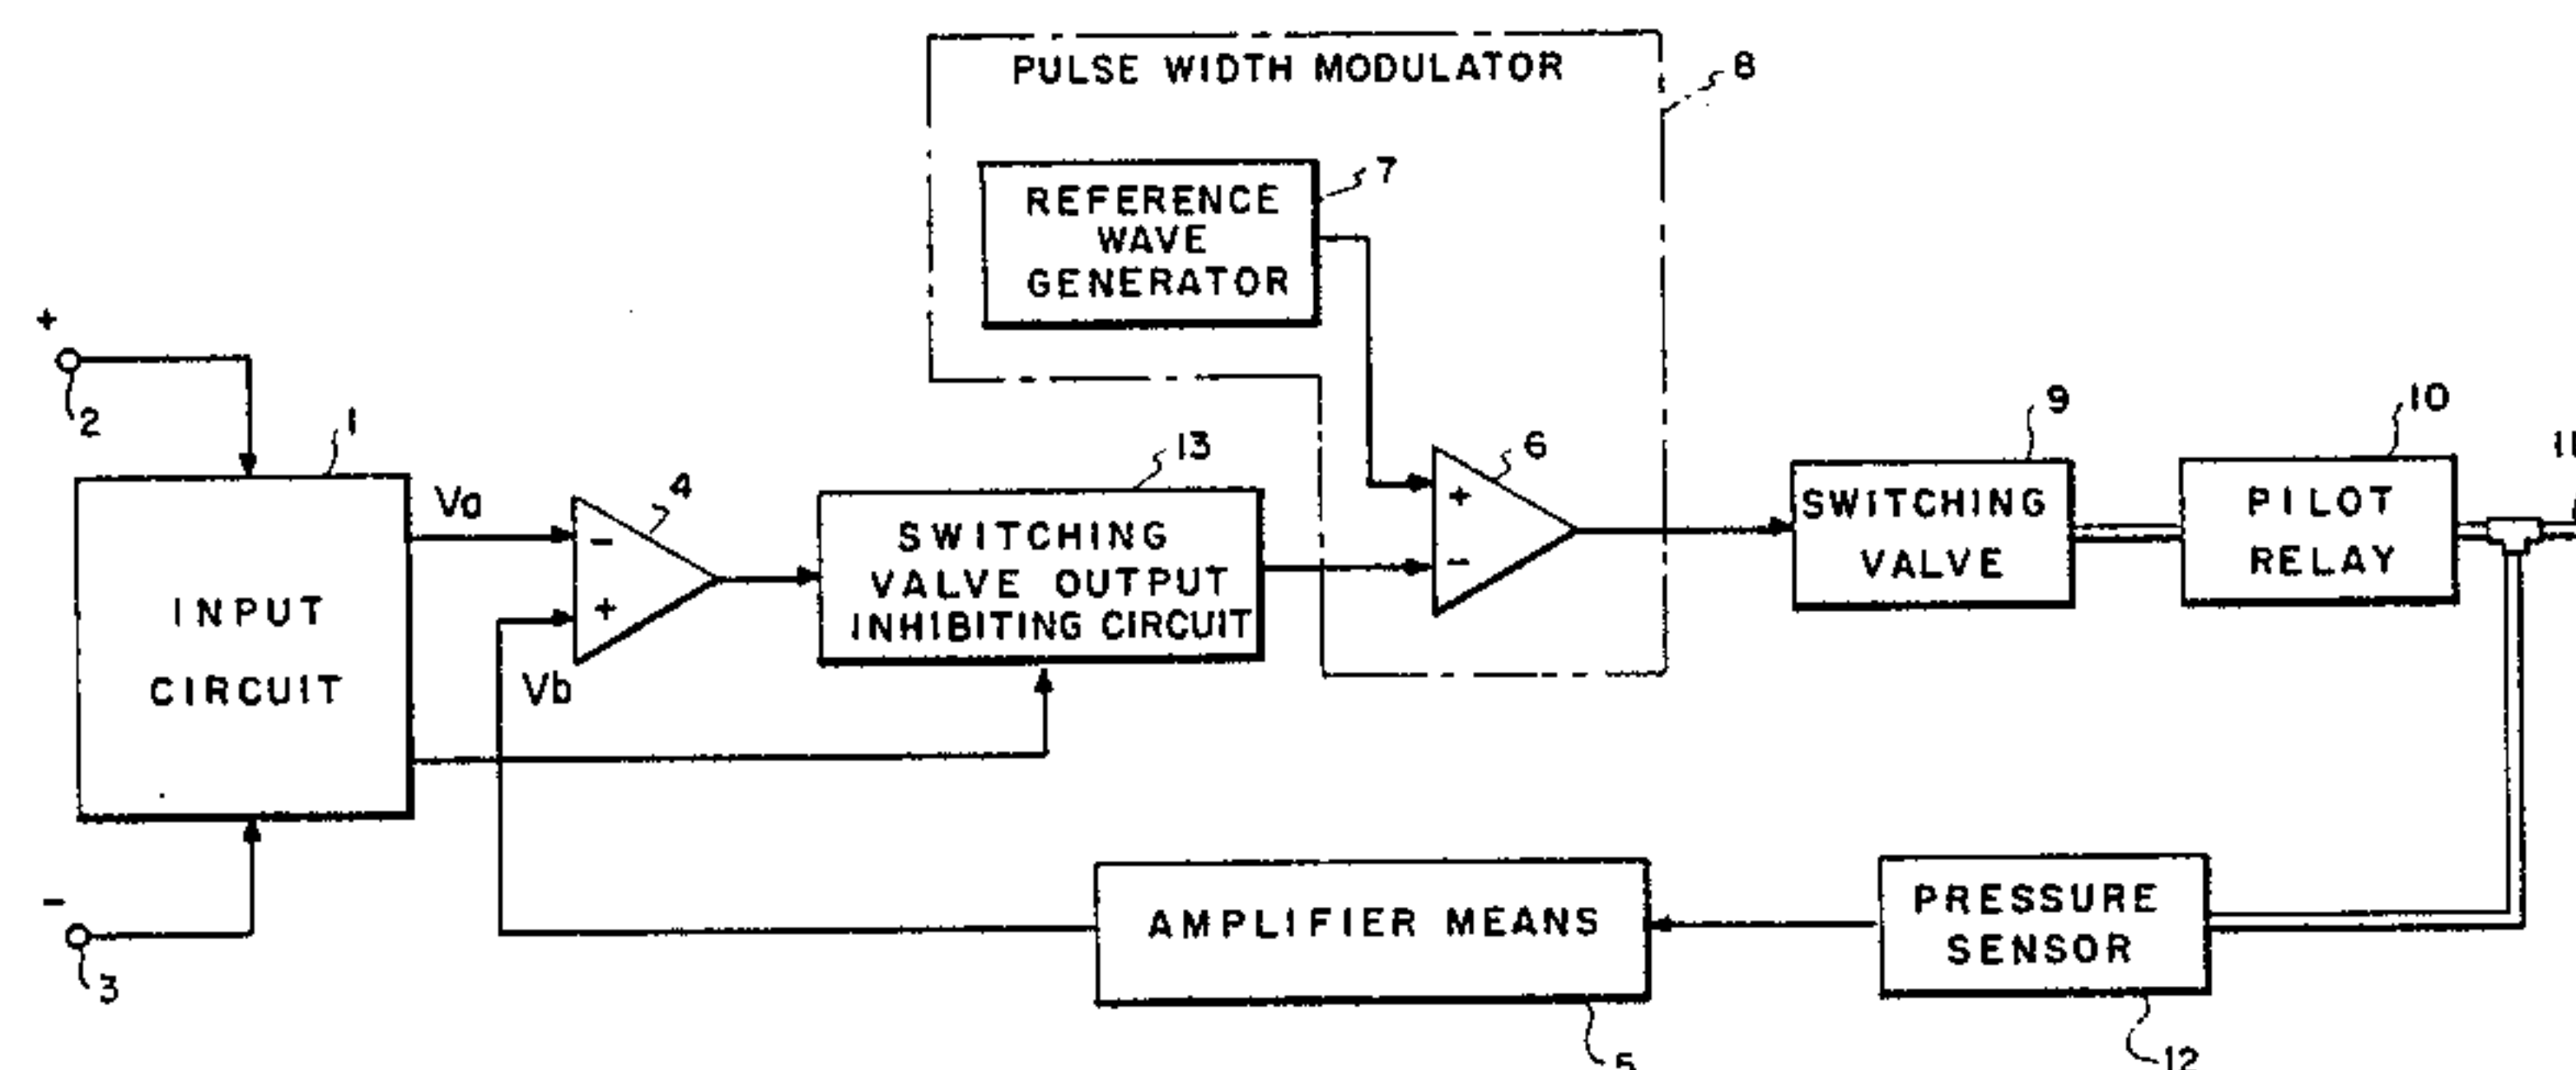 PULSE WIDTH MODULATOR
8
7
REFERENCE
WAVE
GENERATOR
+
2
1
INPUT
CIRCUIT
Va
4
-
+
Vb
13
SWITCHING
VALVE OUTPUT
INHIBITING CIRCUIT
6
+
-
9
SWITCHING
VALVE
10
PILOT
RELAY
-
3
AMPLIFIER MEANS
5
PRESSURE
SENSOR
12